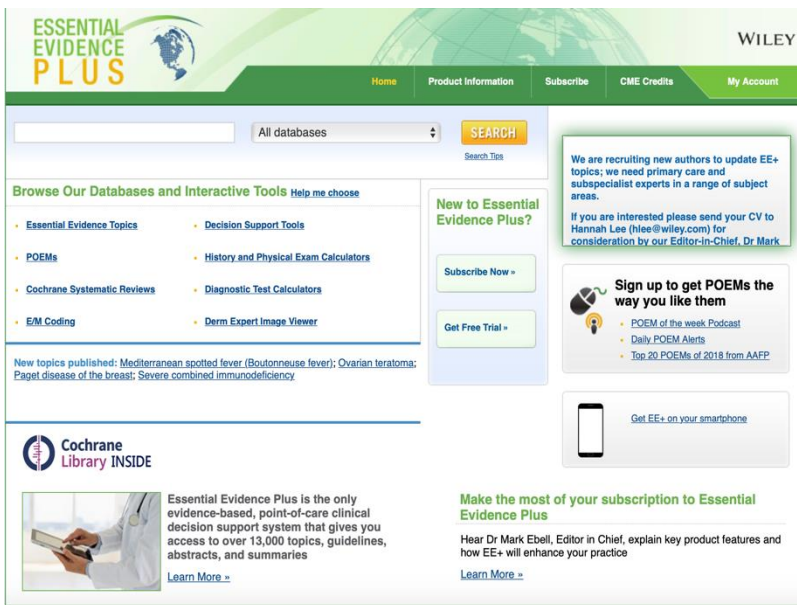 ESSENTIAL
EVIDENCE
PLUS
WILEY
Home
Product Information
Subscribe
CME Credits
My Account
All databases
SEARCH
Search Tips
We are recruiting new authors to update EE+
topics; we need primary care and
subspecialist experts in a range of subject
areas.
If you are interested please send your CV to
Hannah Lee (hlee@wiley.com) for
consideration by our Editor-in-Chief, Dr Mark
Browse Our Databases and Interactive Tools Help me choose
Essential Evidence Topics
POEMs
Cochrane Systematic Reviews
E/M Coding
Decision Support Tools
History and Physical Exam Calculators
Diagnostic Test Calculators
Derm Expert Image Viewer
New to Essential
Evidence Plus?
Subscribe Now »
Get Free Trial »
Sign up to get POEMs the
way you like them
POEM of the week Podcast
Daily POEM Alerts
Top 20 POEMs of 2018 from AAFP
New topics published: Mediterranean spotted fever (Boutonneuse fever); Ovarian teratoma;
Paget disease of the breast; Severe combined immunodeficiency
Get EE+ on your smartphone
Cochrane
Library INSIDE
Essential Evidence Plus is the only
evidence-based, point-of-care clinical
decision support system that gives you
access to over 13,000 topics, guidelines,
abstracts, and summaries
Learn More »
Make the most of your subscription to Essential
Evidence Plus
Hear Dr Mark Ebell, Editor in Chief, explain key product features and
how EE+ will enhance your practice
Learn More »